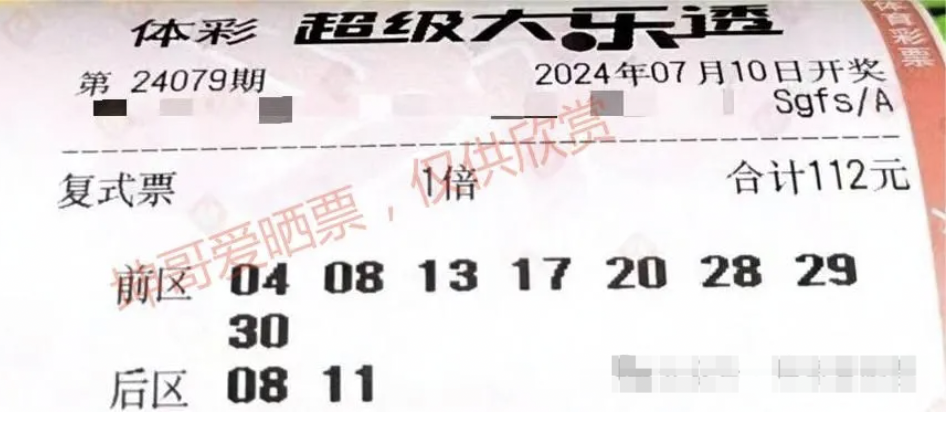 体彩 超级大乐透
体育彩票
第 24079期 2024年07月10日开奖
Sgfs/A
复式票 1倍 合计112元
坤哥爱晒票，仅供欣赏
前区 04 08 13 17 20 28 29
30
后区 08 11